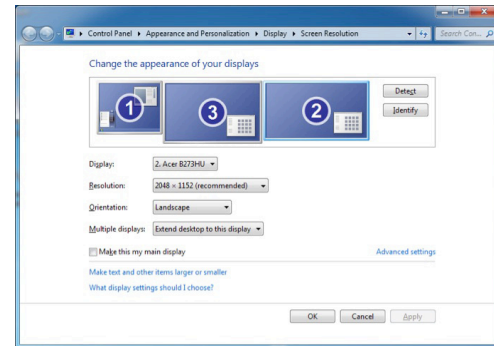 Control Panel ▸ Appearance and Personalization ▸ Display ▸ Screen Resolution
Search Con...
Change the appearance of your displays
1
3
2
Detect
Identify
Display: 2. Acer B273HU
Resolution: 2048 × 1152 (recommended)
Orientation: Landscape
Multiple displays: Extend desktop to this display
Make this my main display
Advanced settings
Make text and other items larger or smaller
What display settings should I choose?
OK Cancel Apply